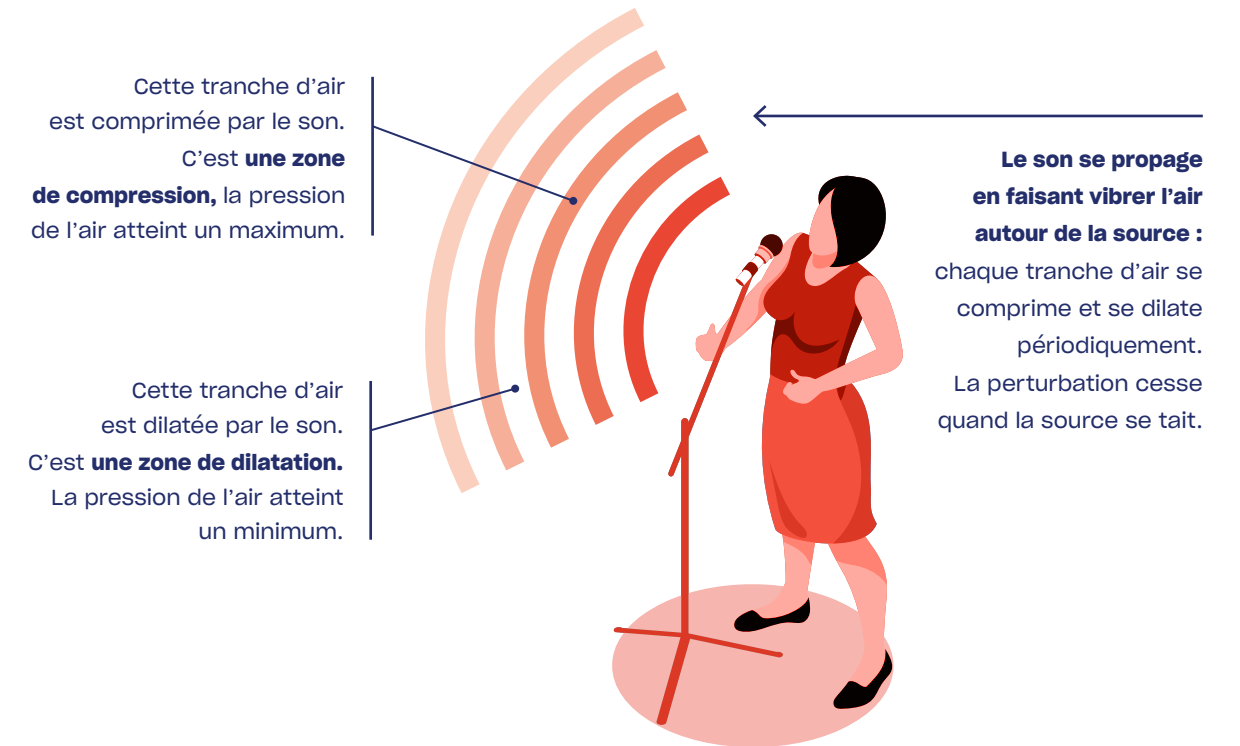 Cette tranche d'air
est comprimée par le son.
C'est une zone
de compression, la pression
de l'air atteint un maximum.
Cette tranche d'air
est dilatée par le son.
C'est une zone de dilatation.
La pression de l'air atteint
un minimum.
Le son se propage
en faisant vibrer l'air
autour de la source :
chaque tranche d'air se
comprime et se dilate
périodiquement.
La perturbation cesse
quand la source se tait.